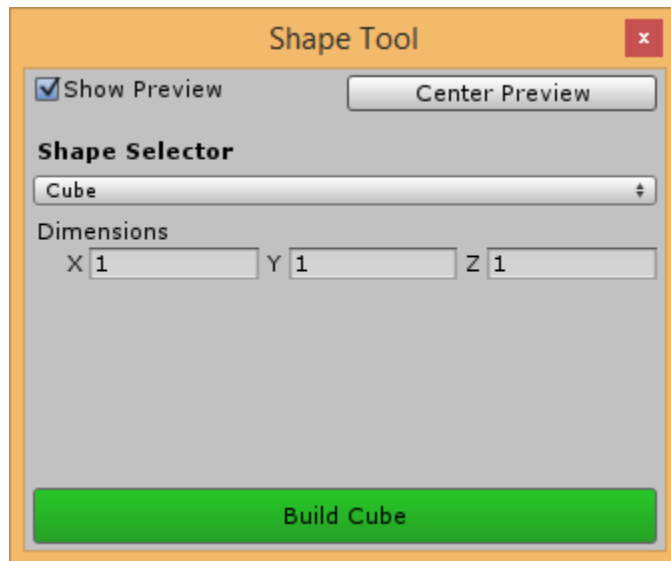 Shape Tool
x
Show Preview
Center Preview
Shape Selector
Cube
Dimensions
X 1 Y 1 Z 1
Build Cube